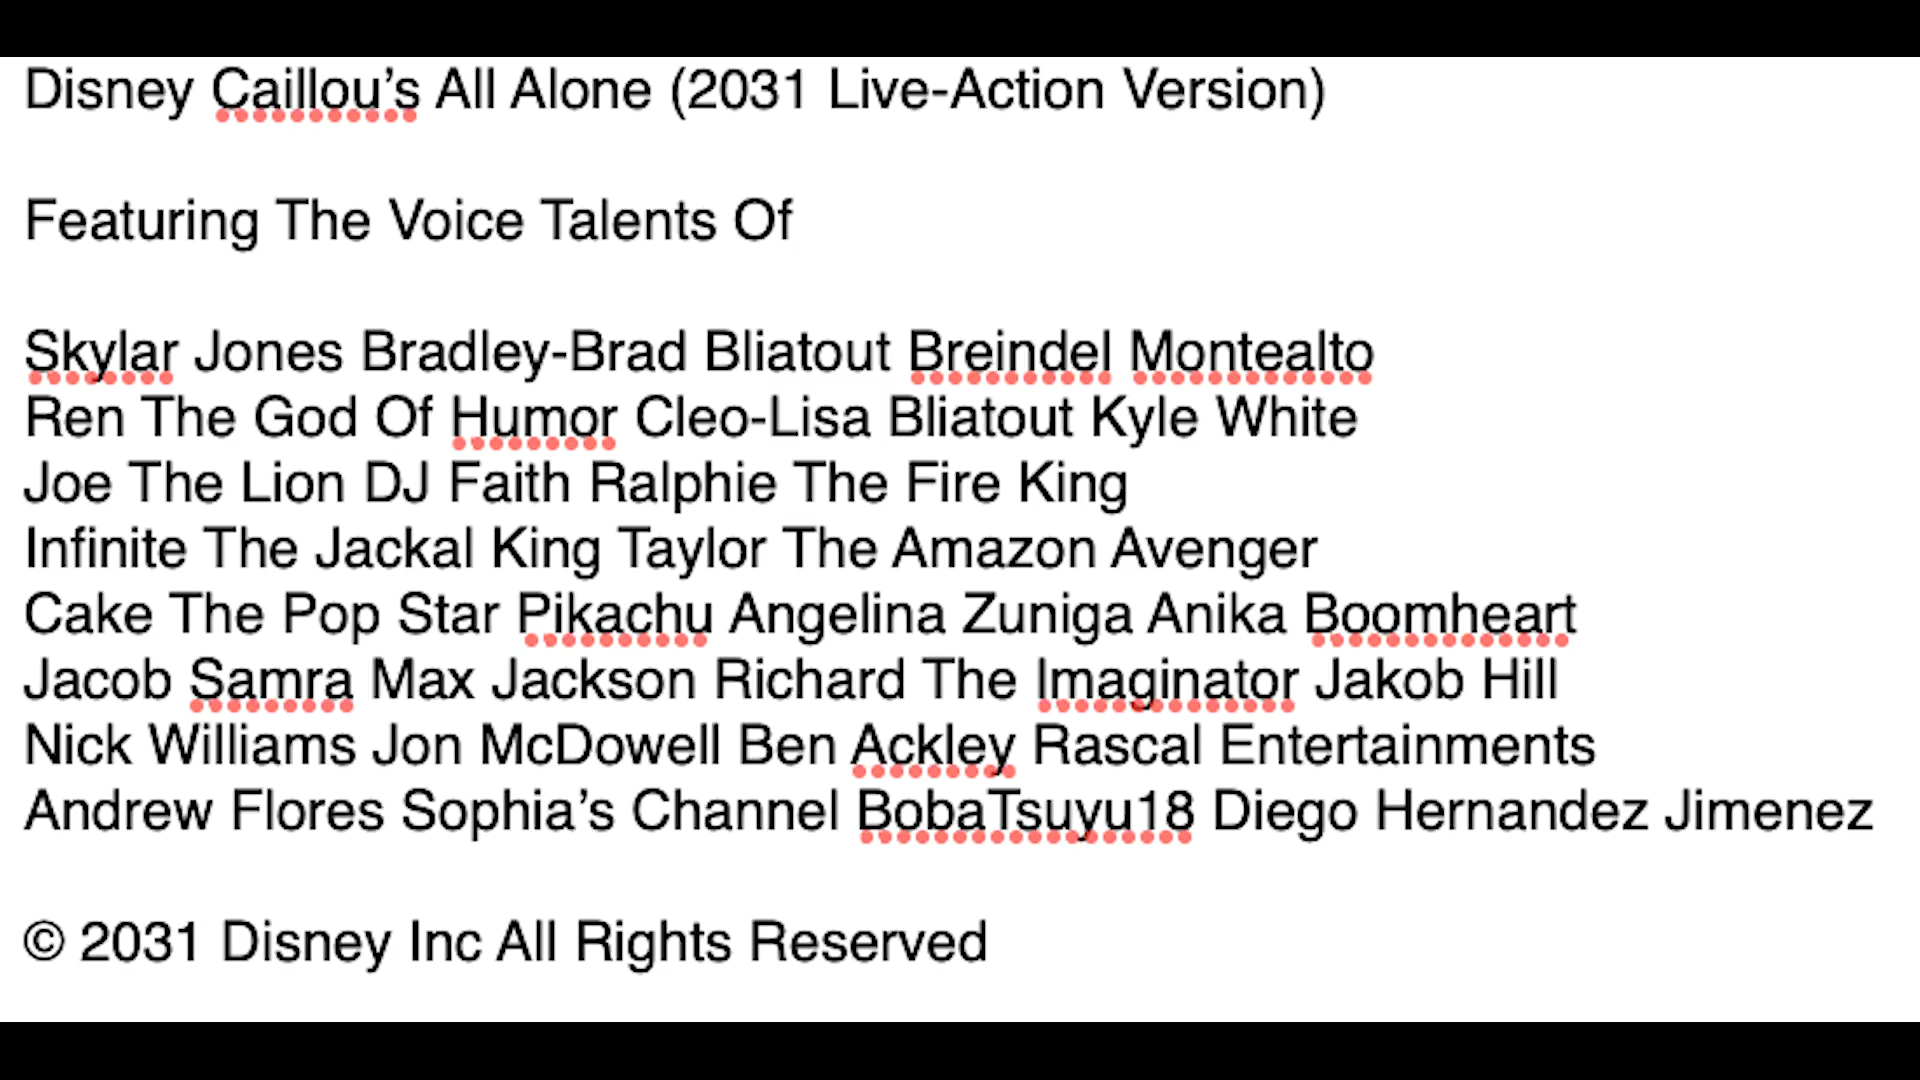 Disney Caillou’s All Alone (2031 Live-Action Version)
Featuring The Voice Talents Of
Skylar Jones Bradley-Brad Bliatout Breindel Montealto
Ren The God Of Humor Cleo-Lisa Bliatout Kyle White
Joe The Lion DJ Faith Ralphie The Fire King
Infinite The Jackal King Taylor The Amazon Avenger
Cake The Pop Star Pikachu Angelina Zuniga Anika Boomheart
Jacob Samra Max Jackson Richard The Imaginator Jakob Hill
Nick Williams Jon McDowell Ben Ackley Rascal Entertainments
Andrew Flores Sophia’s Channel BobaTsuyu18 Diego Hernandez Jimenez
© 2031 Disney Inc All Rights Reserved